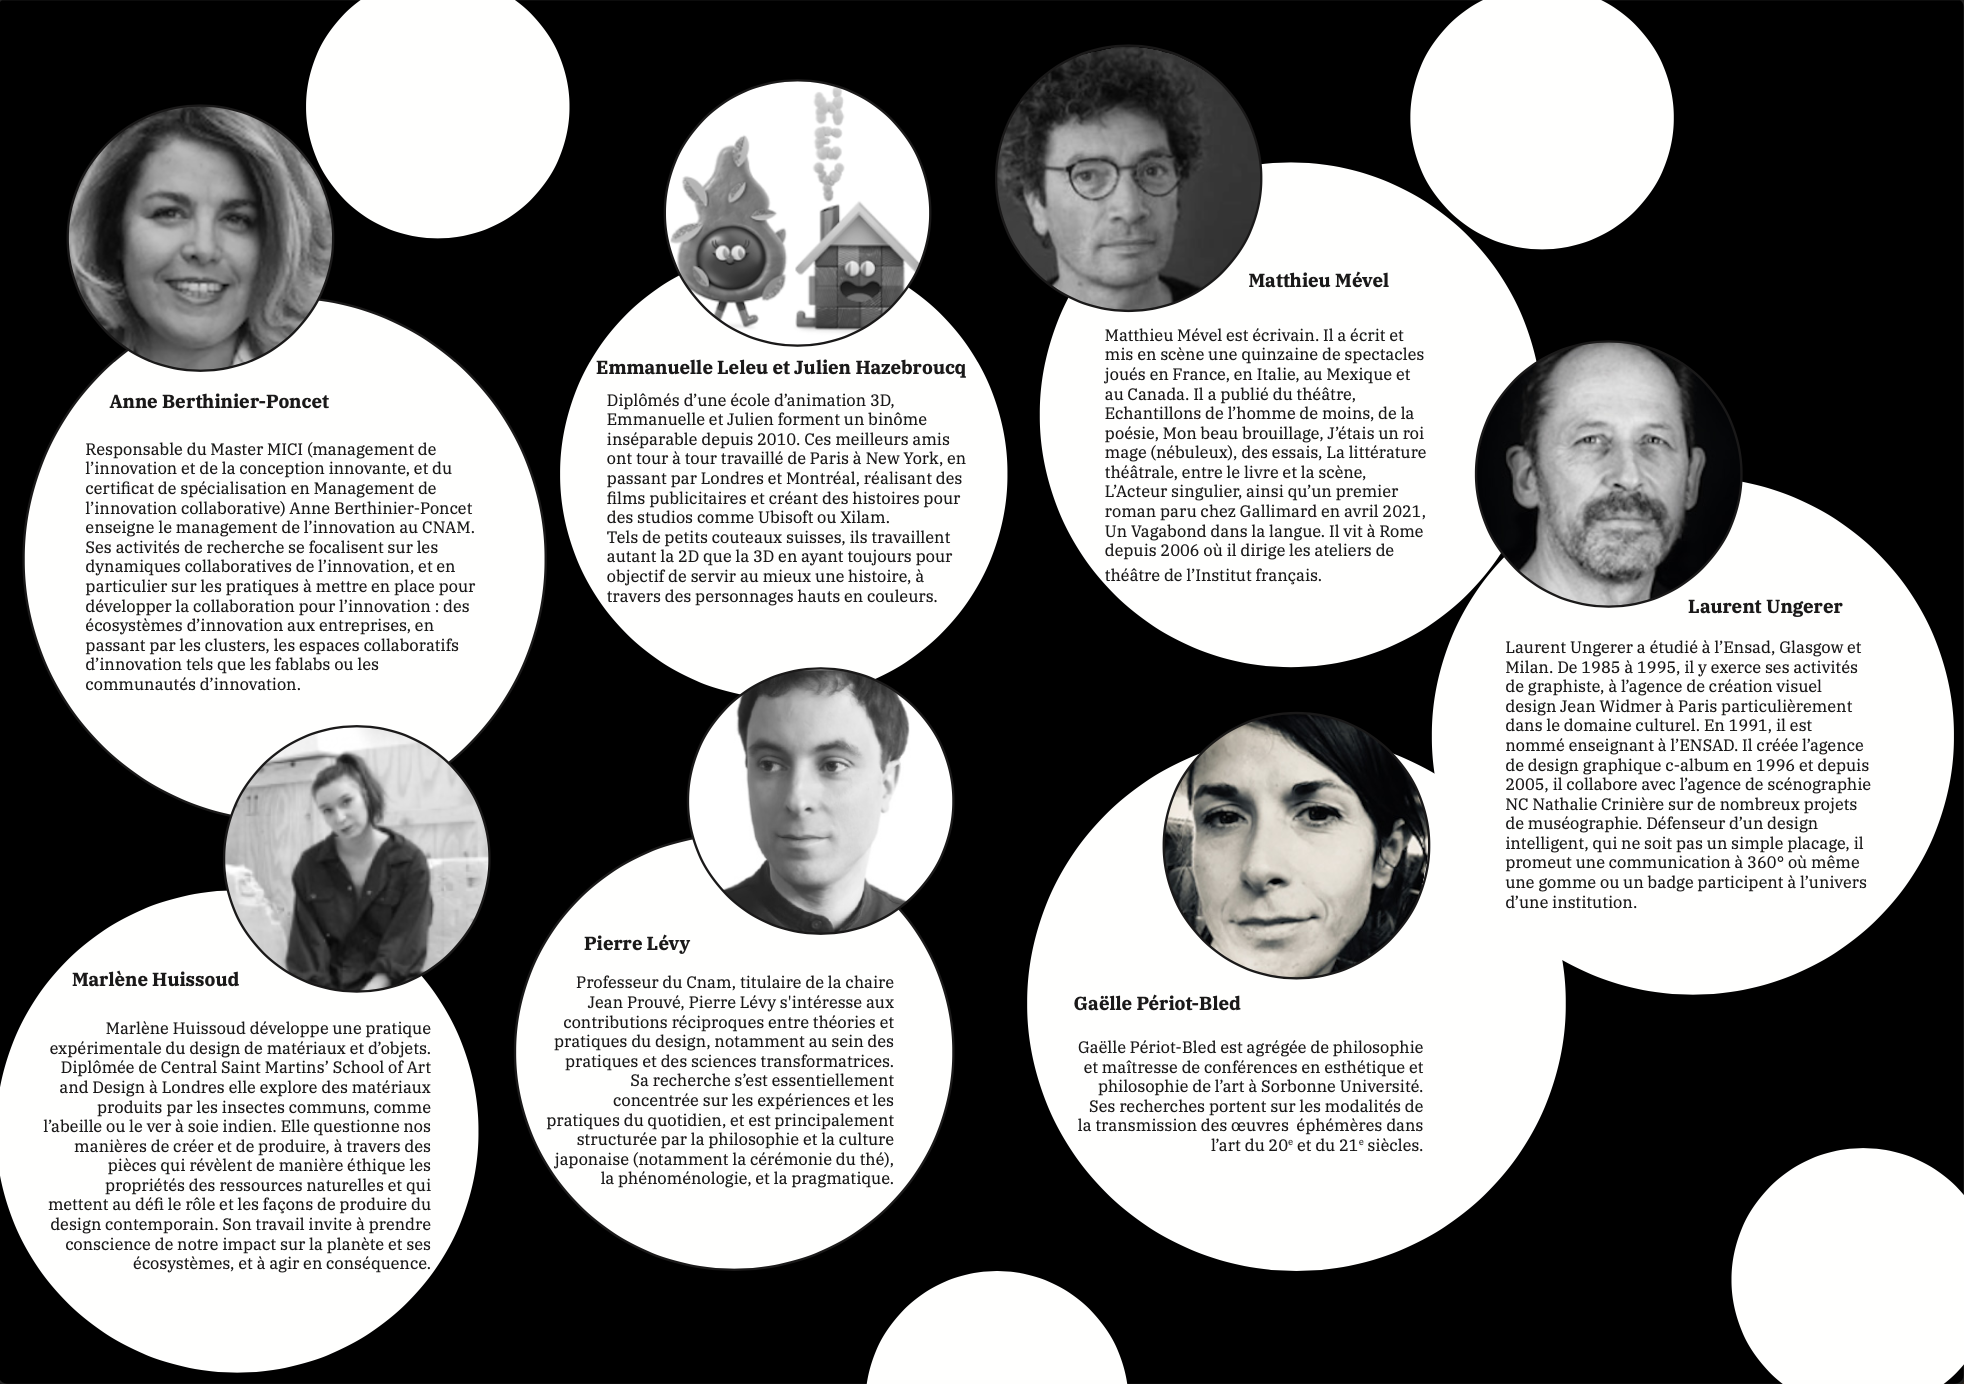 Anne Berthinier-Poncet
Responsable du Master MICI (management de
l’innovation et de la conception innovante, et du
certificat de spécialisation en Management de
l’innovation collaborative) Anne Berthinier-Poncet
enseigne le management de l’innovation au CNAM.
Ses activités de recherche se focalisent sur les
dynamiques collaboratives de l’innovation, et en
particulier sur les pratiques à mettre en place pour
développer la collaboration pour l’innovation : des
écosystèmes d’innovation aux entreprises, en
passant par les clusters, les espaces collaboratifs
d’innovation tels que les fablabs ou les
communautés d’innovation.
HEY!
Emmanuelle Leleu et Julien Hazebroucq
Diplômés d’une école d’animation 3D,
Emmanuelle et Julien forment un binôme
inséparable depuis 2010. Ces meilleurs amis
ont tour à tour travaillé de Paris à New York, en
passant par Londres et Montréal, réalisant des
films publicitaires et créant des histoires pour
des studios comme Ubisoft ou Xilam.
Tels de petits couteaux suisses, ils travaillent
autant la 2D que la 3D en ayant toujours pour
objectif de servir au mieux une histoire, à
travers des personnages hauts en couleurs.
Matthieu Mével
Matthieu Mével est écrivain. Il a écrit et
mis en scène une quinzaine de spectacles
joués en France, en Italie, au Mexique et
au Canada. Il a publié du théâtre,
Echantillons de l’homme de moins, de la
poésie, Mon beau brouillage, J’étais un roi
mage (nébuleux), des essais, La littérature
théâtrale, entre le livre et la scène,
L’Acteur singulier, ainsi qu’un premier
roman paru chez Gallimard en avril 2021,
Un Vagabond dans la langue. Il vit à Rome
depuis 2006 où il dirige les ateliers de
théâtre de l’Institut français.
Laurent Ungerer
Laurent Ungerer a étudié à l’Ensad, Glasgow et
Milan. De 1985 à 1995, il y exerce ses activités
de graphiste, à l’agence de création visuel
design Jean Widmer à Paris particulièrement
dans le domaine culturel. En 1991, il est
nommé enseignant à l’ENSAD. Il créée l’agence
de design graphique c-album en 1996 et depuis
2005, il collabore avec l’agence de scénographie
NC Nathalie Crinière sur de nombreux projets
de muséographie. Défenseur d’un design
intelligent, qui ne soit pas un simple placage, il
promeut une communication à 360° où même
une gomme ou un badge participent à l’univers
d’une institution.
Marlène Huissoud
Marlène Huissoud développe une pratique
expérimentale du design de matériaux et d’objets.
Diplômée de Central Saint Martins’ School of Art
and Design à Londres elle explore des matériaux
produits par les insectes communs, comme
l’abeille ou le ver à soie indien. Elle questionne nos
manières de créer et de produire, à travers des
pièces qui révèlent de manière éthique les
propriétés des ressources naturelles et qui
mettent au défi le rôle et les façons de produire du
design contemporain. Son travail invite à prendre
conscience de notre impact sur la planète et ses
écosystèmes, et à agir en conséquence.
Pierre Lévy
Professeur du Cnam, titulaire de la chaire
Jean Prouvé, Pierre Lévy s'intéresse aux
contributions réciproques entre théories et
pratiques du design, notamment au sein des
pratiques et des sciences transformatrices.
Sa recherche s’est essentiellement
concentrée sur les expériences et les
pratiques du quotidien, et est principalement
structurée par la philosophie et la culture
japonaise (notamment la cérémonie du thé),
la phénoménologie, et la pragmatique.
Gaëlle Périot-Bled
Gaëlle Périot-Bled est agrégée de philosophie
et maîtresse de conférences en esthétique et
philosophie de l’art à Sorbonne Université.
Ses recherches portent sur les modalités de
la transmission des œuvres éphémères dans
l’art du 20e et du 21e siècles.